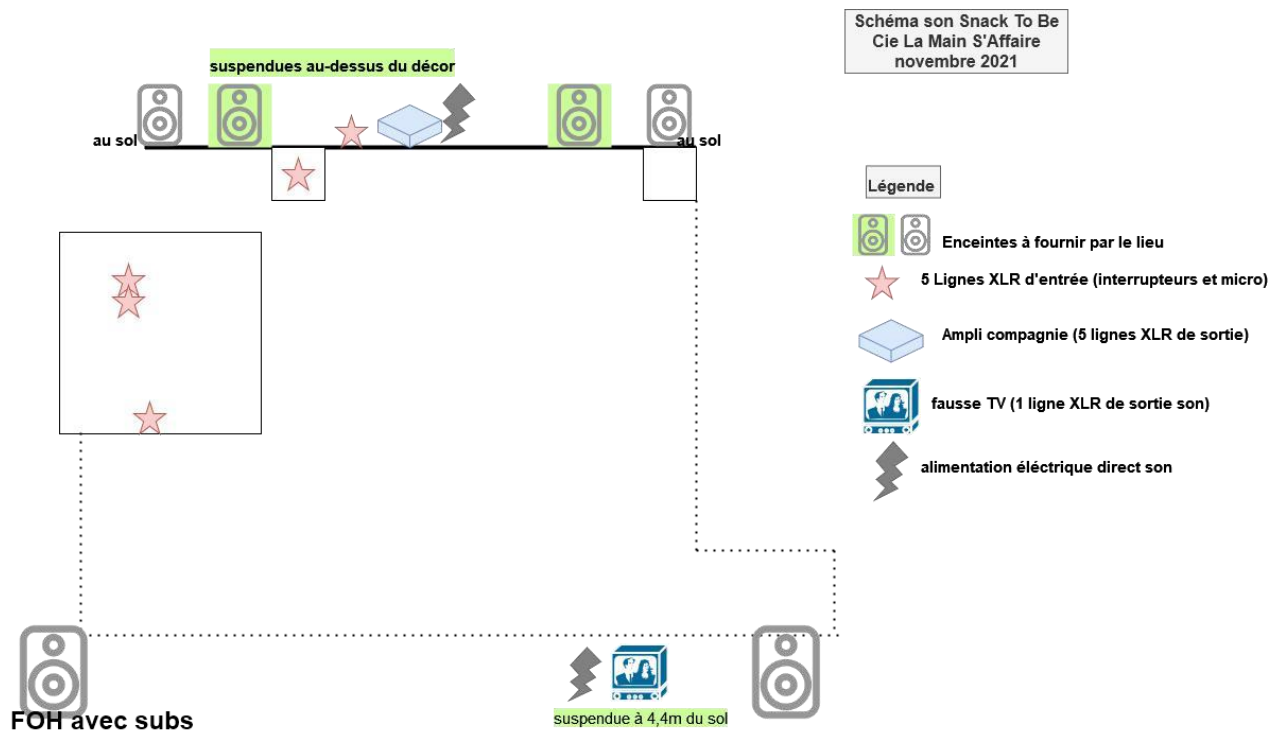 Schéma son Snack To Be
Cie La Main S'Affaire
novembre 2021
suspendues au-dessus du décor
au sol
au sol
Légende
Enceintes à fournir par le lieu
5 Lignes XLR d'entrée (interrupteurs et micro)
Ampli compagnie (5 lignes XLR de sortie)
fausse TV (1 ligne XLR de sortie son)
alimentation éléctrique direct son
FOH avec subs
suspendue à 4,4m du sol